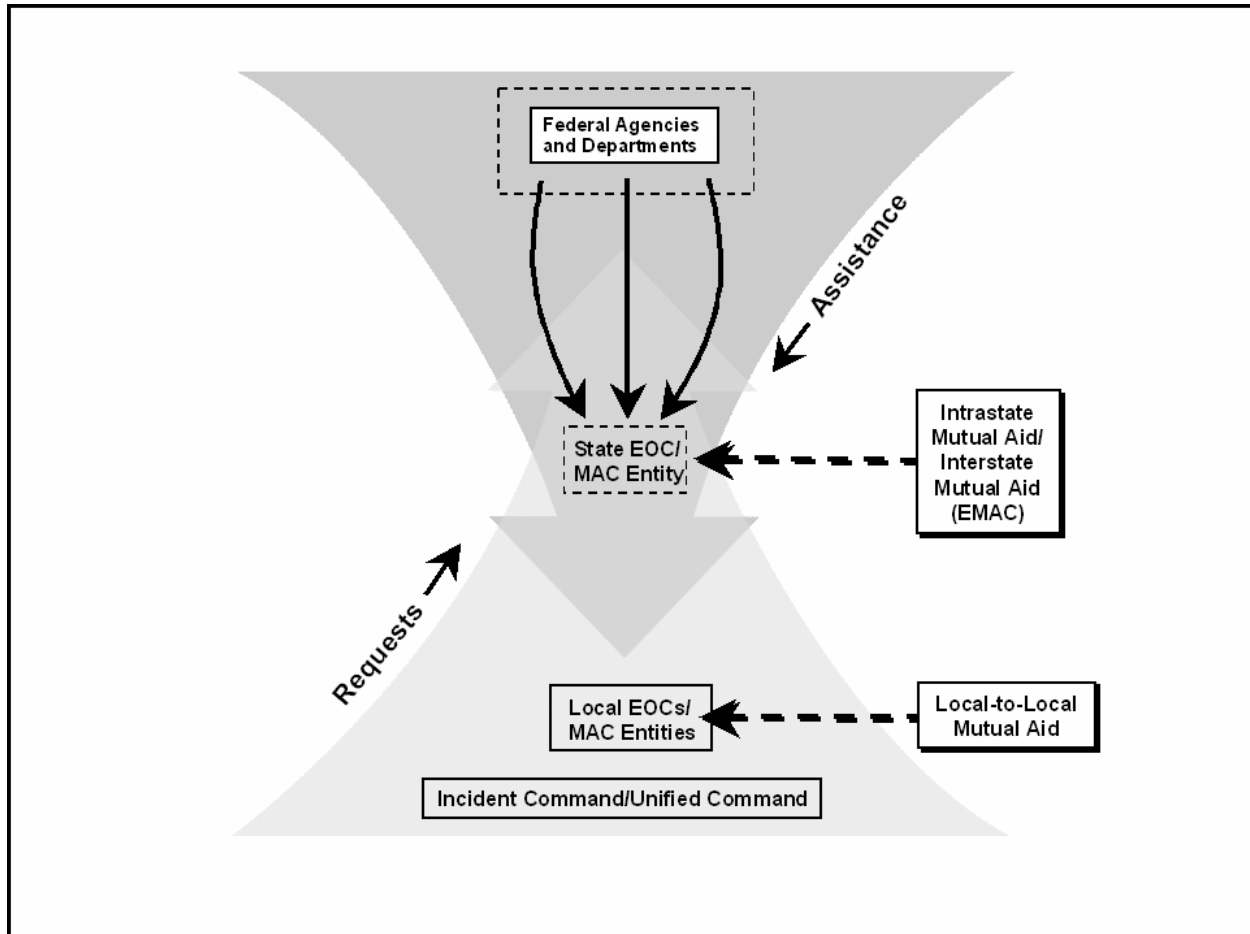 Federal Agencies
and Departments
Assistance
State EOC/
MAC Entity
Intrastate
Mutual Aid/
Interstate
Mutual Aid
(EMAC)
Requests
Local EOCs/
MAC Entities
Local-to-Local
Mutual Aid
Incident Command/Unified Command